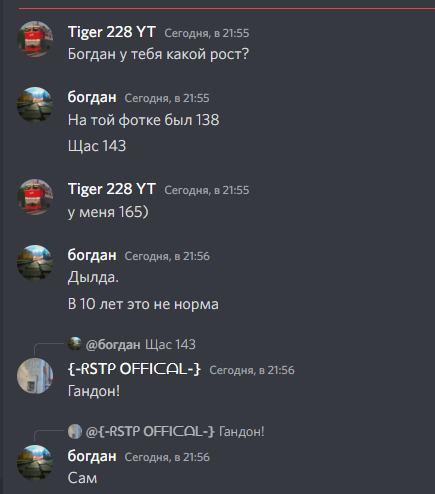 Tiger 228 YT Сегодня, в 21:55
Богдан у тебя какой рост?
богдан Сегодня, в 21:55
На той фотке был 138
Щас 143
Tiger 228 YT Сегодня, в 21:55
у меня 165)
богдан Сегодня, в 21:56
Дылда.
В 10 лет это не норма
@богдан Щас 143
{-RSTP OFFICAL-} Сегодня, в 21:56
Гандон!
@{-RSTP OFFICAL-} Гандон!
богдан Сегодня, в 21:56
Сам